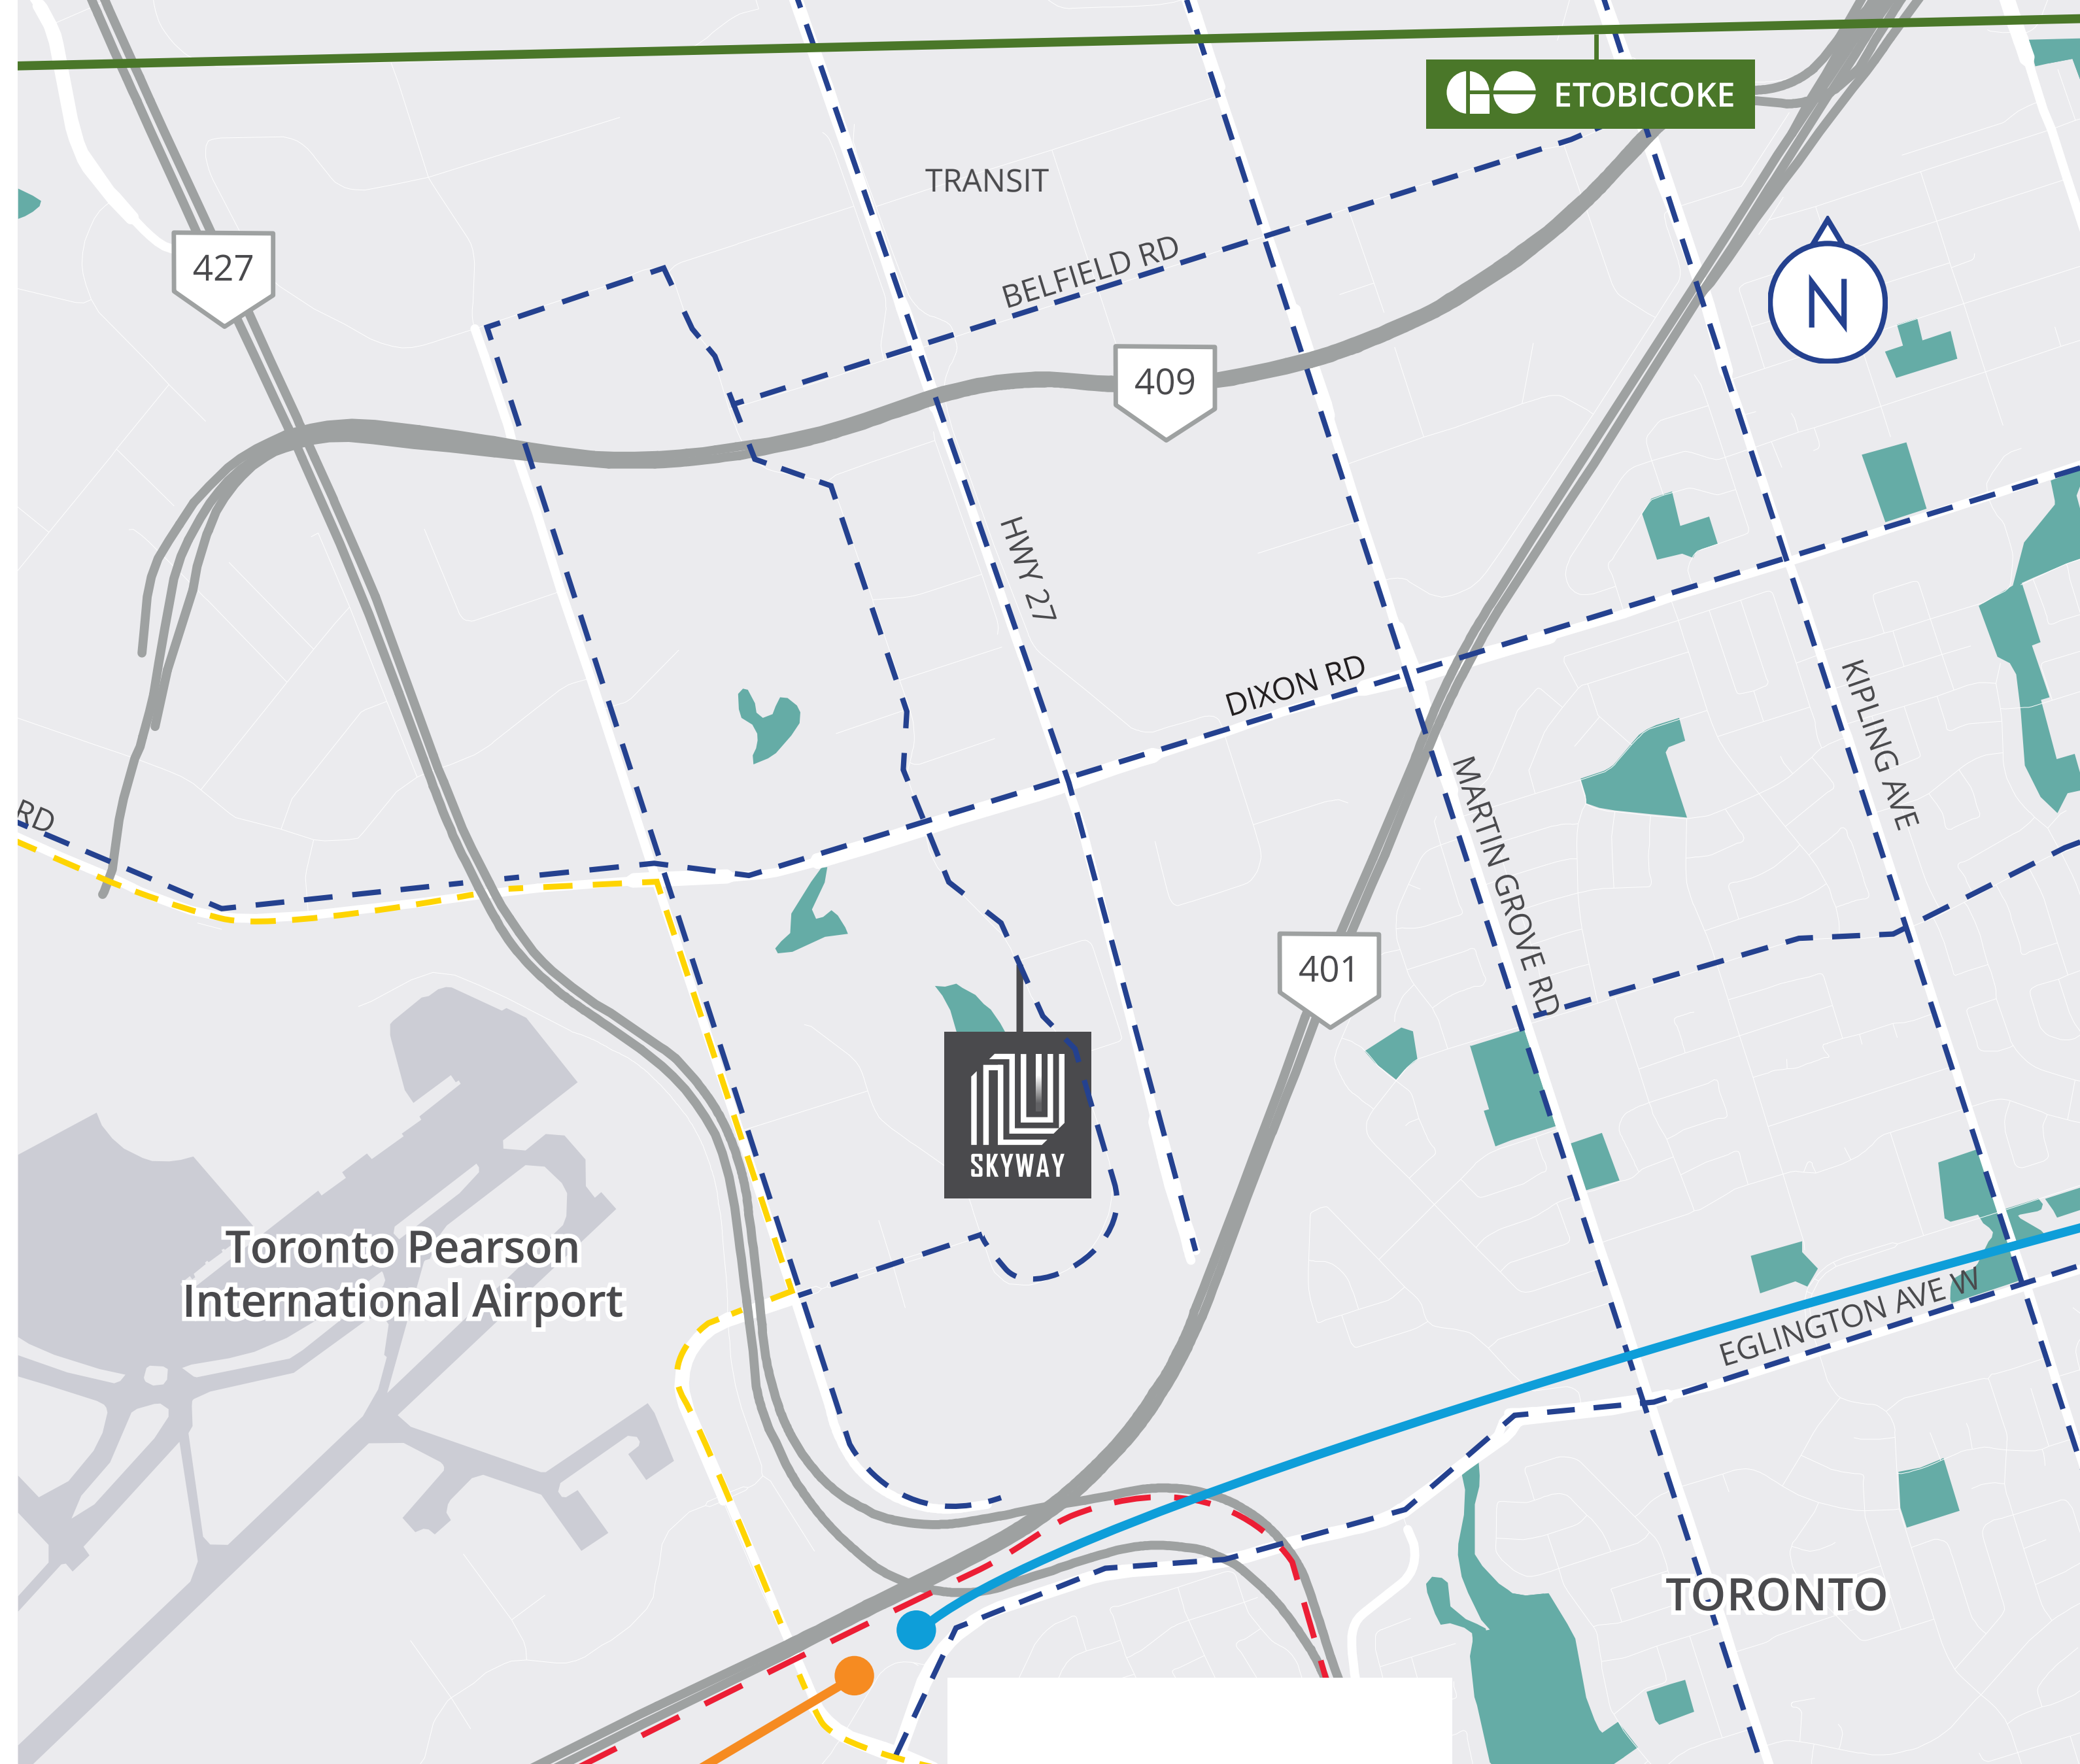 ETOBICOKE
TRANSIT
BELFIELD RD
427
N
409
HWY 27
DIXON RD
KIPLING AVE
MARTIN GROVE RD
RD
401
SKYWAY
Toronto Pearson
International Airport
EGLINGTON AVE W
TORONTO